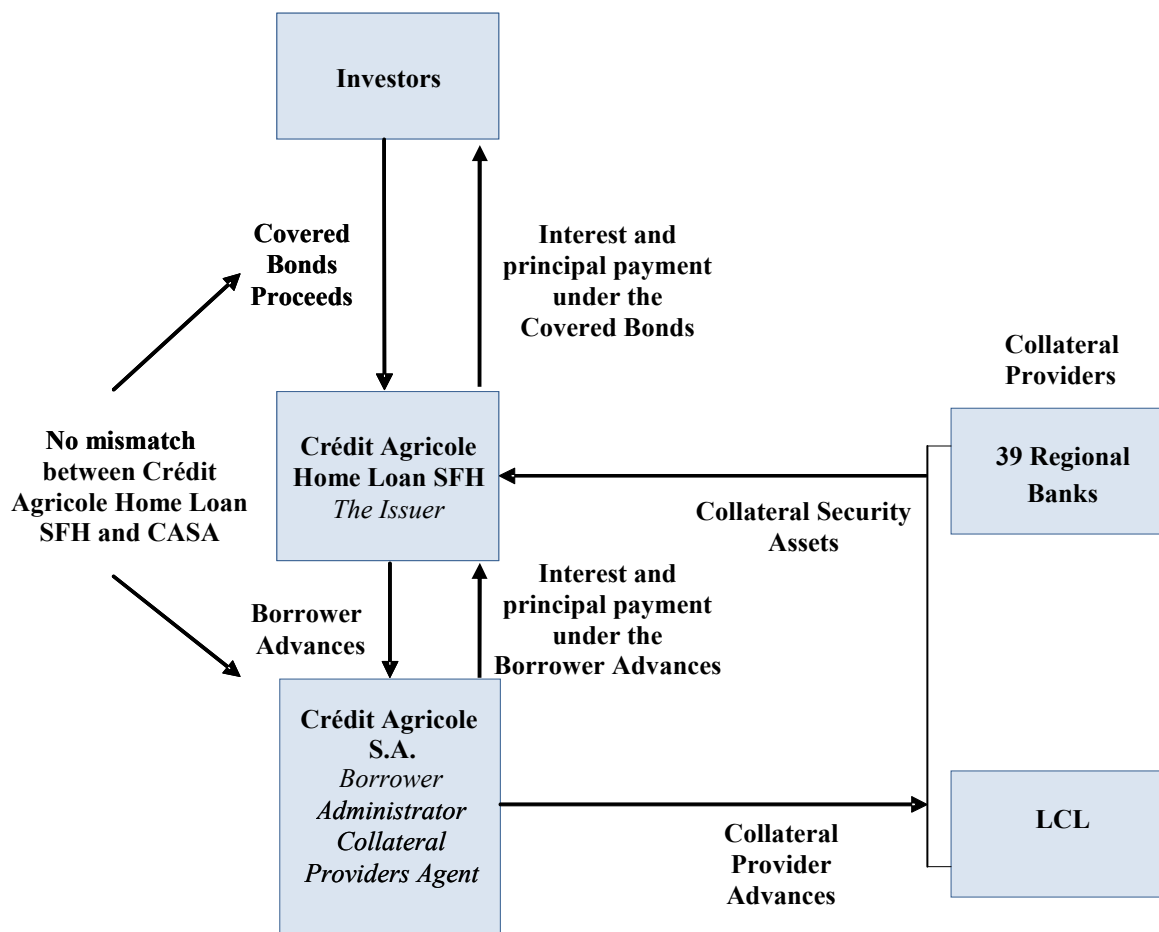 Investors
Covered
Bonds
Proceeds
Interest and
principal payment
under the
Covered Bonds
Collateral
Providers
No mismatch
between Crédit
Agricole Home Loan
SFH and CASA
Crédit Agricole
Home Loan SFH
The Issuer
39 Regional
Banks
Collateral Security
Assets
Borrower
Advances
Interest and
principal payment
under the
Borrower Advances
Crédit Agricole
S.A.
Borrower
Administrator
Collateral
Providers Agent
LCL
Collateral
Provider
Advances